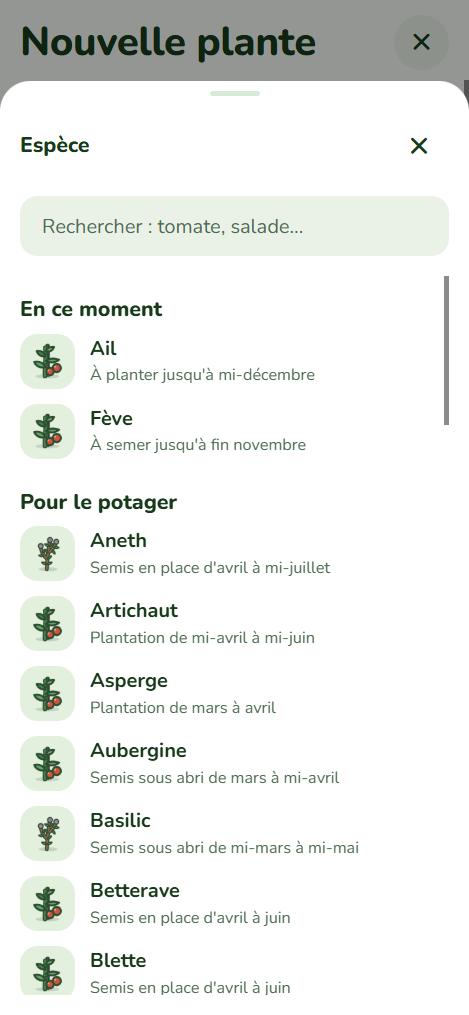 Nouvelle plante
Espèce
Rechercher : tomate, salade...
En ce moment
Ail
À planter jusqu'à mi-décembre
Fève
À semer jusqu'à fin novembre
Pour le potager
Aneth
Semis en place d'avril à mi-juillet
Artichaut
Plantation de mi-avril à mi-juin
Asperge
Plantation de mars à avril
Aubergine
Semis sous abri de mars à mi-avril
Basilic
Semis sous abri de mi-mars à mi-mai
Betterave
Semis en place d'avril à juin
Blette
Semis en place d'avril à juin